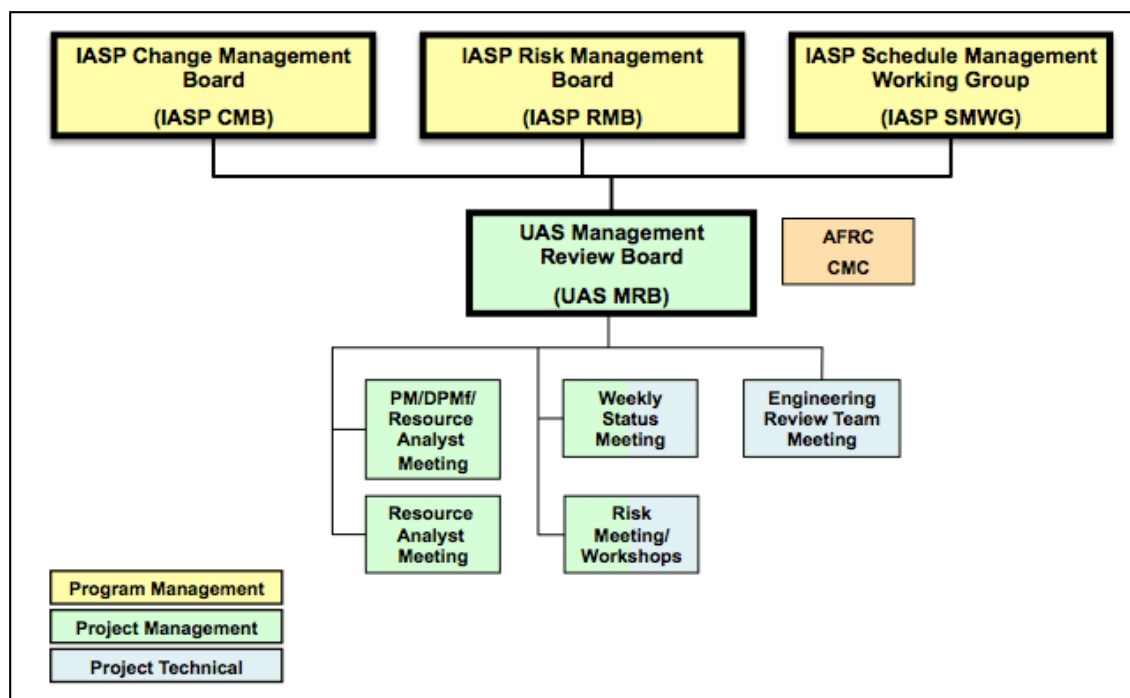 IASP Change Management
Board
(IASP CMB)
IASP Risk Management
Board
(IASP RMB)
IASP Schedule Management
Working Group
(IASP SMWG)
UAS Management
Review Board
(UAS MRB)
AFRC
CMC
PM/DPMf/
Resource
Analyst
Meeting
Weekly
Status
Meeting
Engineering
Review Team
Meeting
Resource
Analyst
Meeting
Risk
Meeting/
Workshops
Program Management
Project Management
Project Technical